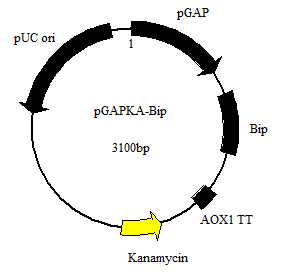 pGAP
pUC ori
1
pGAPKA-Bip
3100bp
Bip
AOX1 TT
Kanamycin